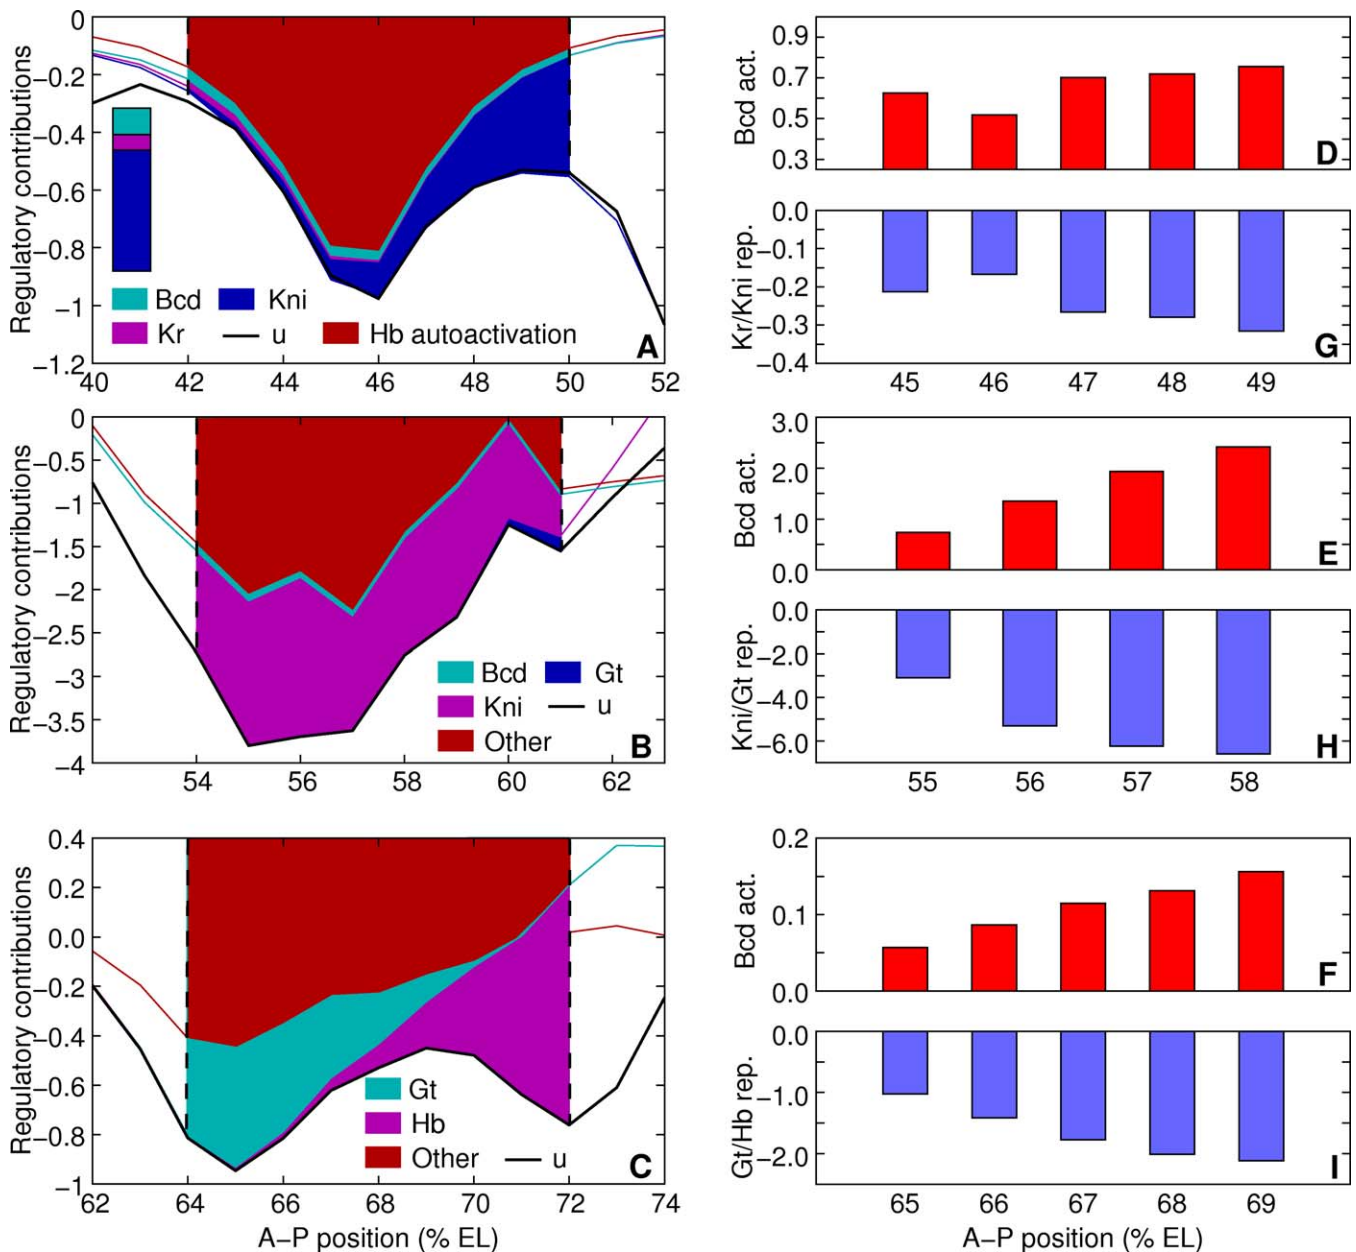 Regulatory contributions
0
−0.2
−0.4
−0.6
−0.8
−1
−1.2
Bcd
Kni
Kr
u
Hb autoactivation
A
40 42 44 46 48 50 52
Bcd act.
0.9
0.7
0.5
0.3
D
Kr/Kni rep.
0.0
−0.1
−0.2
−0.3
−0.4
G
45 46 47 48 49
Regulatory contributions
0
−0.5
−1
−1.5
−2
−2.5
−3
−3.5
−4
Bcd
Gt
Kni
u
Other
B
54 56 58 60 62
Bcd act.
3.0
2.0
1.0
0.0
E
Kni/Gt rep.
0.0
−2.0
−4.0
−6.0
H
55 56 57 58
Regulatory contributions
0.4
0.2
0.0
−0.2
−0.4
−0.6
−0.8
−1
Gt
Hb
Other
u
C
62 64 66 68 70 72 74
A−P position (% EL)
Bcd act.
0.2
0.1
0.0
F
Gt/Hb rep.
0.0
−1.0
−2.0
I
65 66 67 68 69
A−P position (% EL)